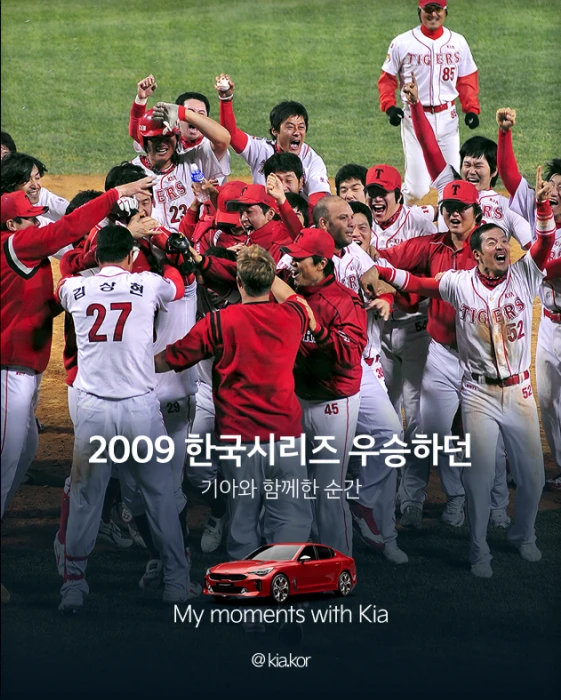 TIGERS
85
TIGERS
23
T
T
김상현
27
TIGERS
52
52
29
45
2009 한국시리즈 우승하던
기아와 함께한 순간
My moments with Kia
@kia.kor